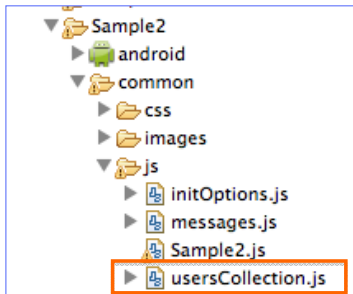 Sample2
android
common
css
images
js
initOptions.js
messages.js
Sample2.js
usersCollection.js